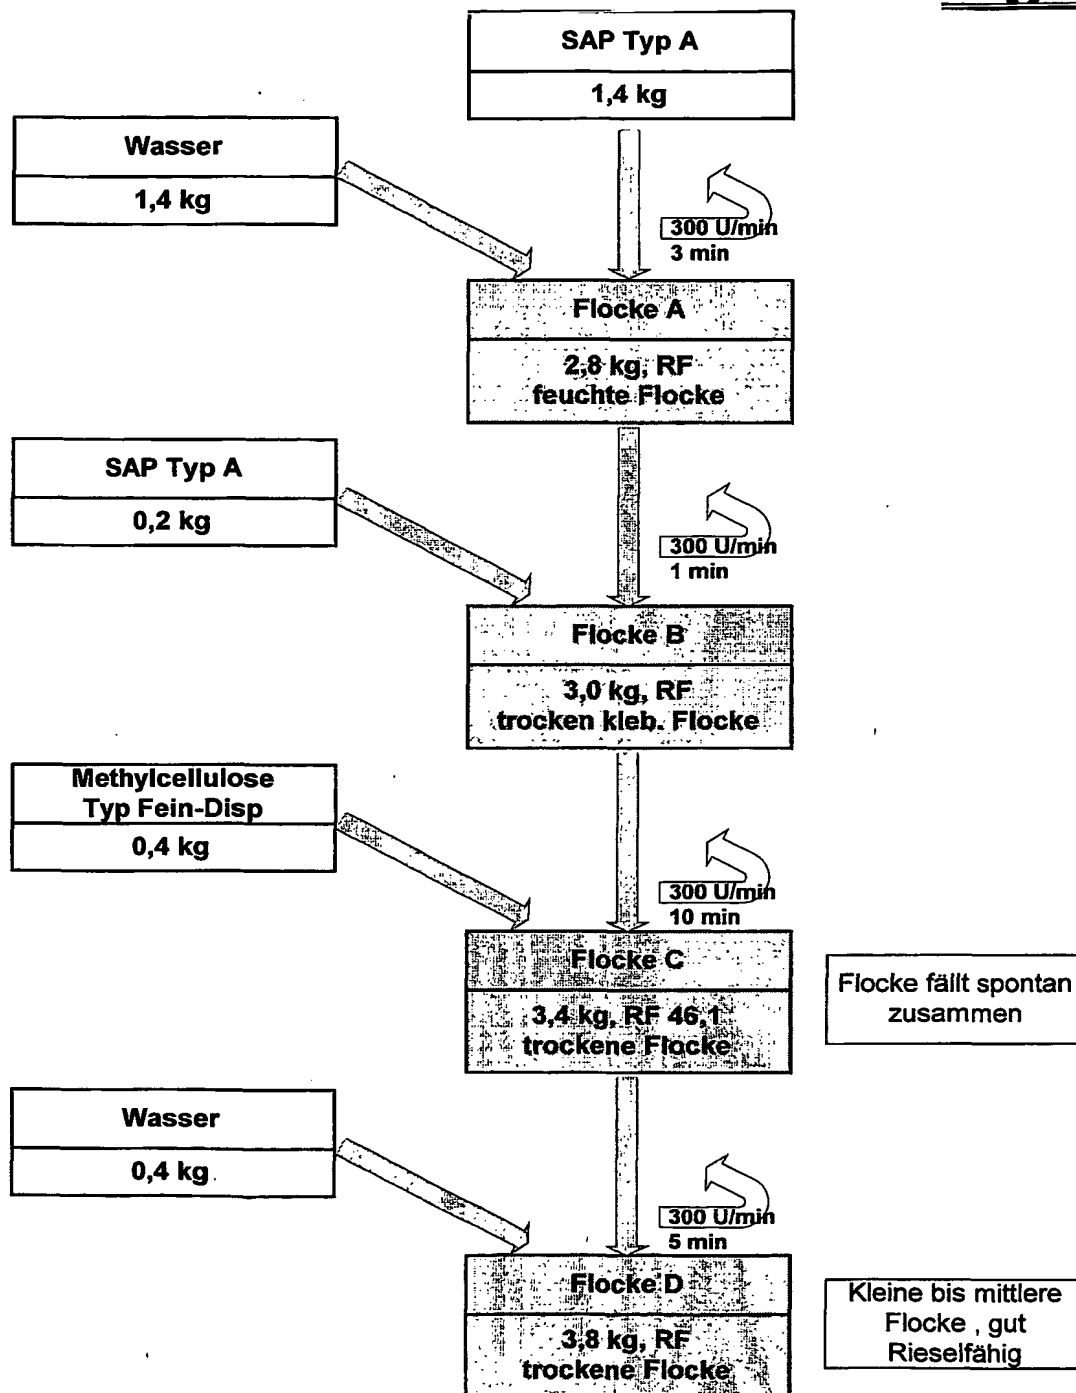 SAP Typ A
1,4 kg
Wasser
1,4 kg
300 U/min
3 min
Flocke A
2,8 kg, RF
feuchte Flocke
SAP Typ A
0,2 kg
300 U/min
1 min
Flocke B
3,0 kg, RF
trocken kleb. Flocke
Methylcellulose
Typ Fein-Disp
0,4 kg
300 U/min
10 min
Flocke C
3,4 kg, RF 46,1
trockene Flocke
Flocke fällt spontan
zusammen
Wasser
0,4 kg
300 U/min
5 min
Flocke D
3,8 kg, RF
trockene Flocke
Kleine bis mittlere
Flocke , gut
Rieselfähig